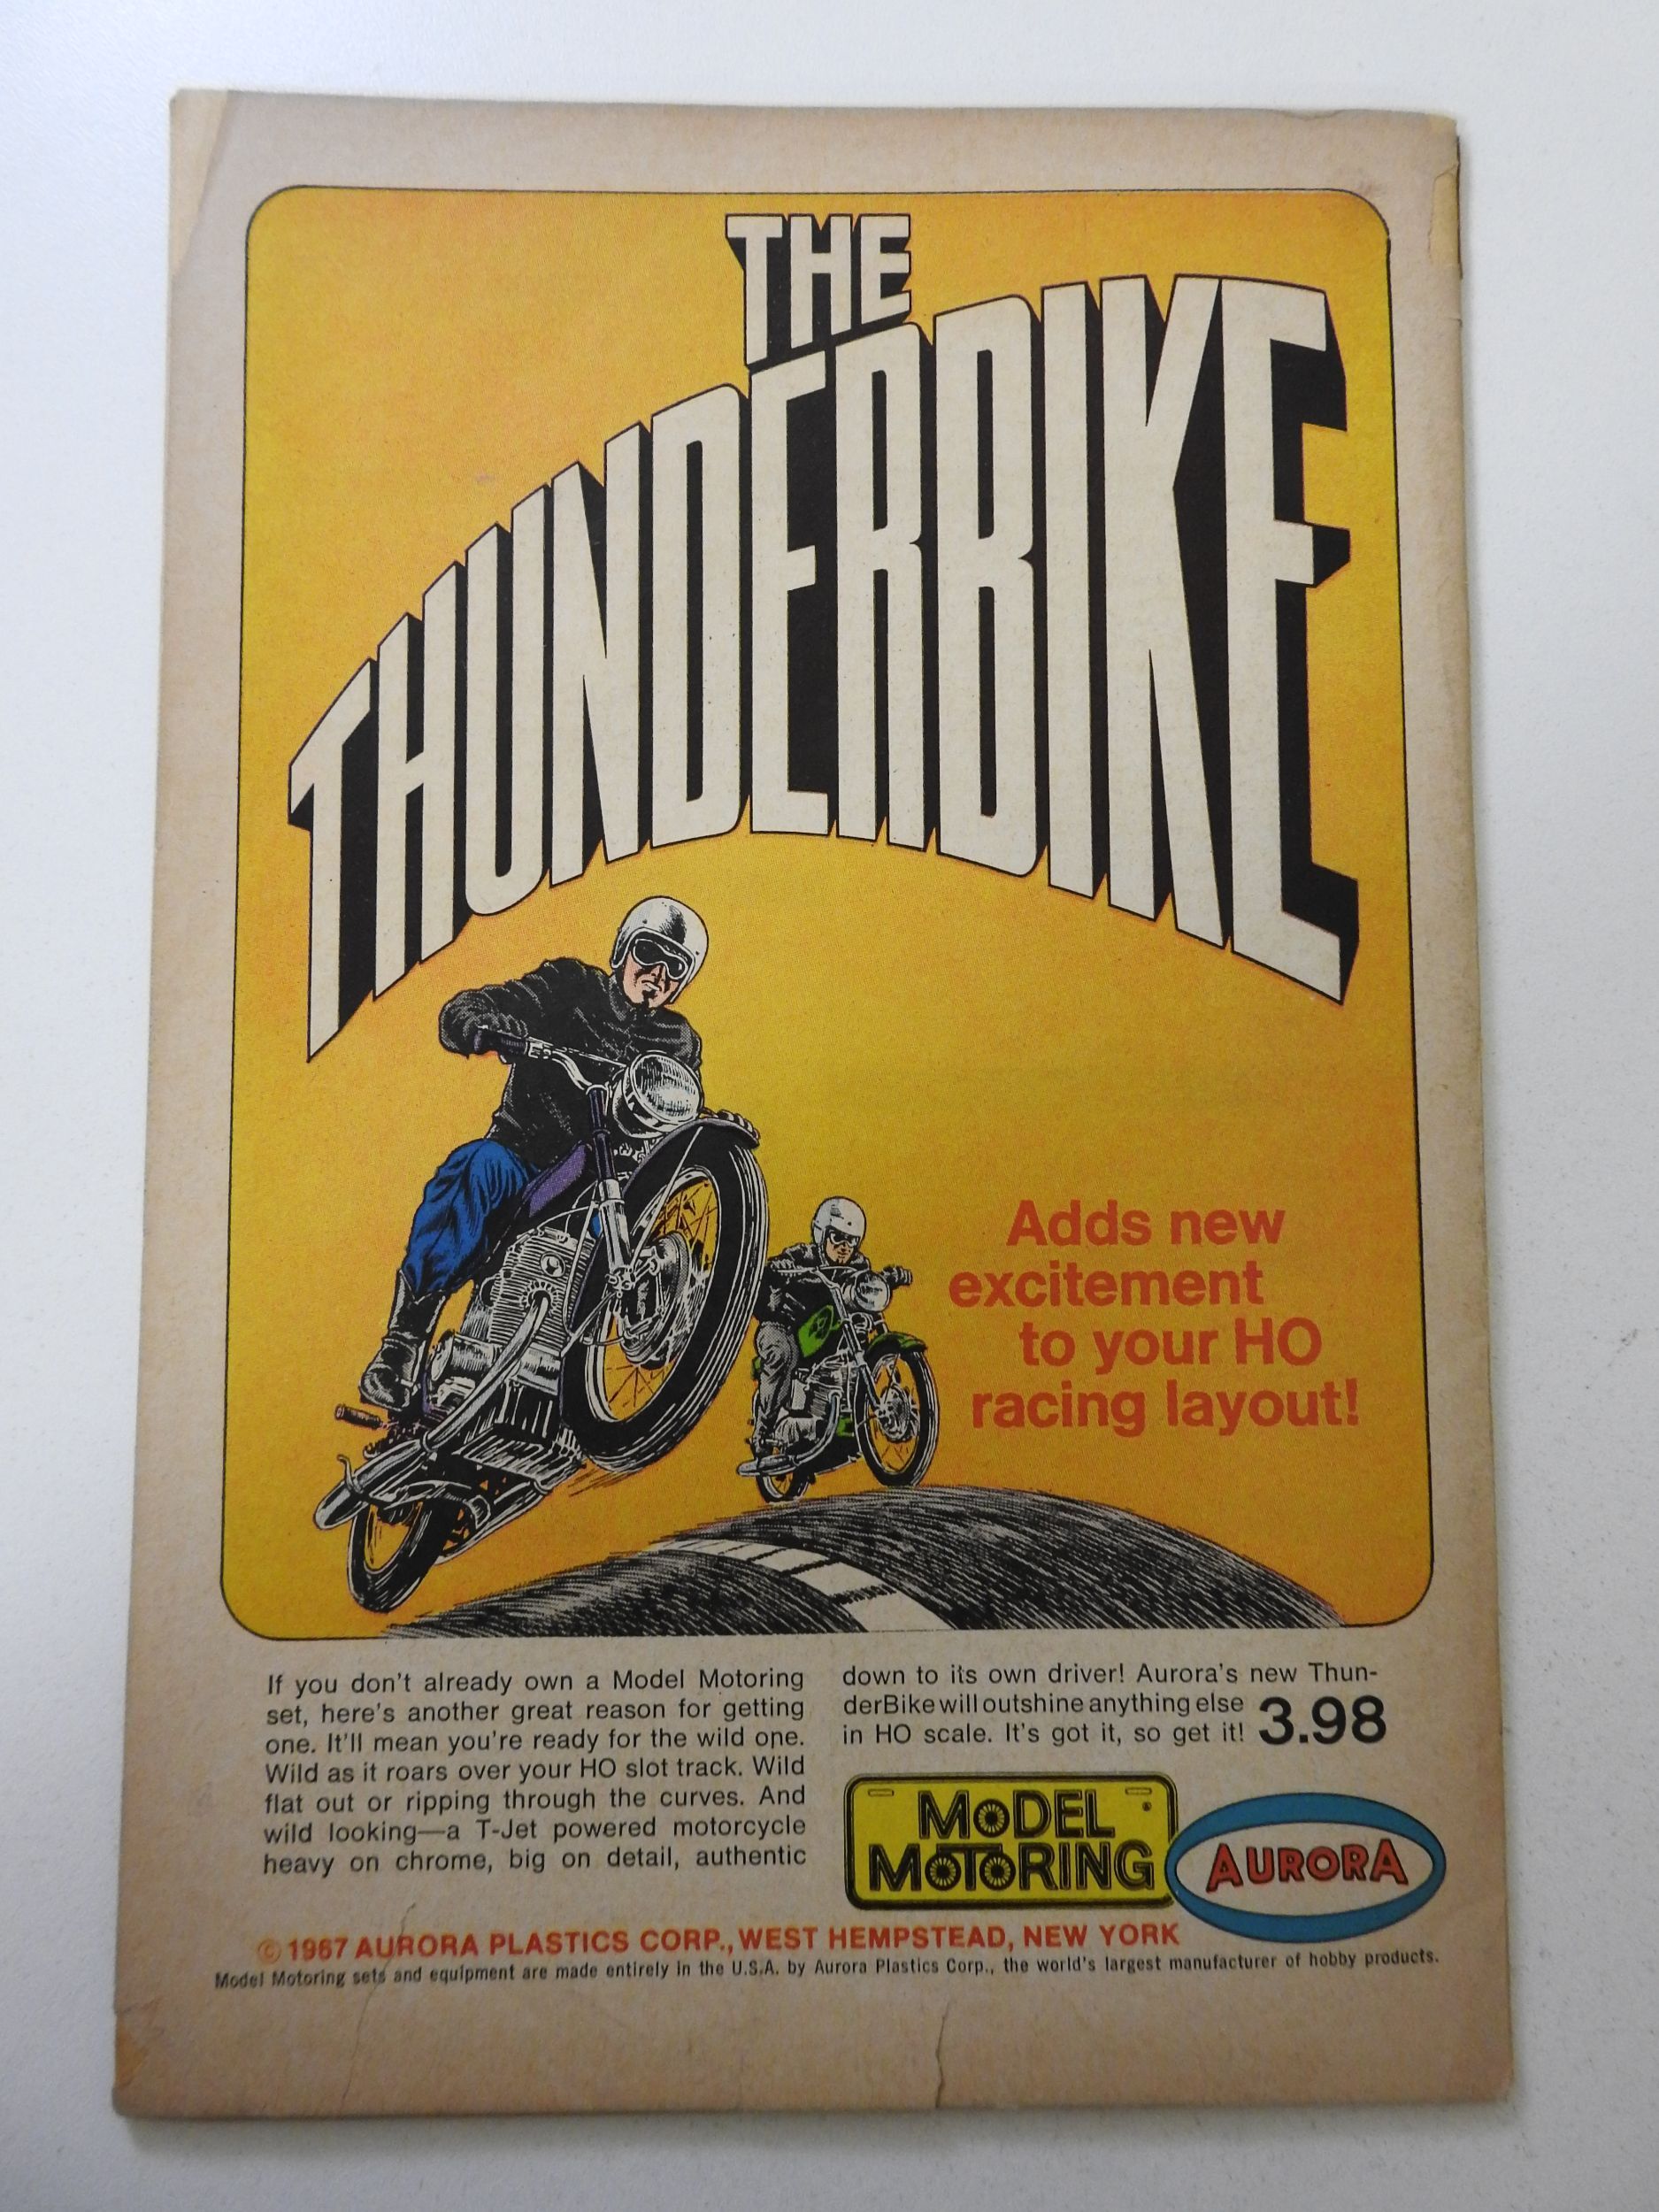 THE
THUNDERBIKE
Adds new
excitement
to your HO
racing layout!
If you don't already own a Model Motoring
set, here's another great reason for getting
one. It'll mean you're ready for the wild one.
Wild as it roars over your HO slot track. Wild
flat out or ripping through the curves. And
wild looking—a T-Jet powered motorcycle
heavy on chrome, big on detail, authentic
down to its own driver! Aurora's new Thun-
derBike will outshine anything else
in HO scale. It's got it, so get it!
3.98
MODEL
MOTORING
AURORA
© 1967 AURORA PLASTICS CORP., WEST HEMPSTEAD, NEW YORK
Model Motoring sets and equipment are made entirely in the U.S.A. by Aurora Plastics Corp., the world's largest manufacturer of hobby products.